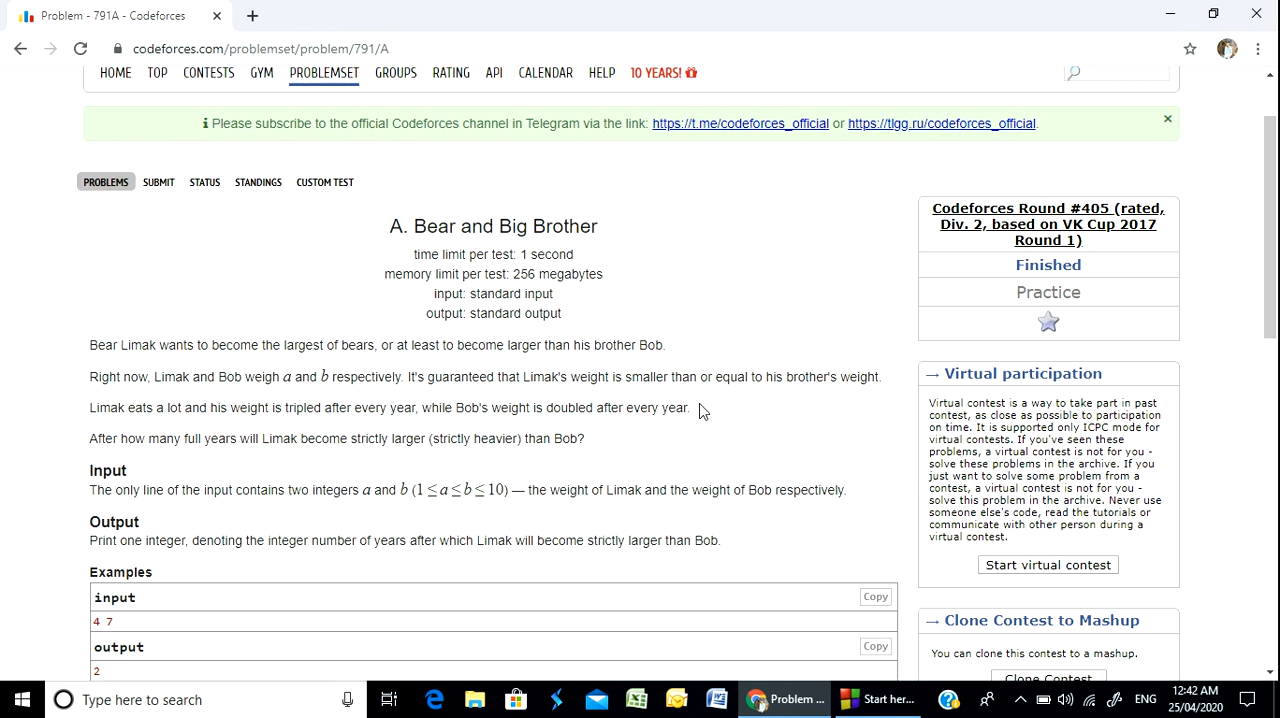 Problem - 791A - Codeforces
codeforces.com/problemset/problem/791/A
HOME TOP CONTESTS GYM PROBLEMSET GROUPS RATING API CALENDAR HELP 10 YEARS!
Please subscribe to the official Codeforces channel in Telegram via the link: https://t.me/codeforces_official or https://tlgg.ru/codeforces_official.
PROBLEMS SUBMIT STATUS STANDINGS CUSTOM TEST
A. Bear and Big Brother
time limit per test: 1 second
memory limit per test: 256 megabytes
input: standard input
output: standard output
Bear Limak wants to become the largest of bears, or at least to become larger than his brother Bob.
Right now, Limak and Bob weigh a and b respectively. It's guaranteed that Limak's weight is smaller than or equal to his brother's weight.
Limak eats a lot and his weight is tripled after every year, while Bob's weight is doubled after every year.
After how many full years will Limak become strictly larger (strictly heavier) than Bob?
Input
The only line of the input contains two integers a and b (1 ≤ a ≤ b ≤ 10) — the weight of Limak and the weight of Bob respectively.
Output
Print one integer, denoting the integer number of years after which Limak will become strictly larger than Bob.
Examples
input
Copy
4 7
output
Copy
2
Codeforces Round #405 (rated,
Div. 2, based on VK Cup 2017
Round 1)
Finished
Practice
→ Virtual participation
Virtual contest is a way to take part in past
contest, as close as possible to participation
on time. It is supported only ICPC mode for
virtual contests. If you've seen these
problems, a virtual contest is not for you -
solve these problems in the archive. If you
just want to solve some problem from a
contest, a virtual contest is not for you -
solve this problem in the archive. Never use
someone else's code, read the tutorials or
communicate with other person during a
virtual contest.
Start virtual contest
→ Clone Contest to Mashup
You can clone this contest to a mashup.
Clone Contest
Type here to search
Problem ...
Start her...
ENG
12:42 AM
25/04/2020